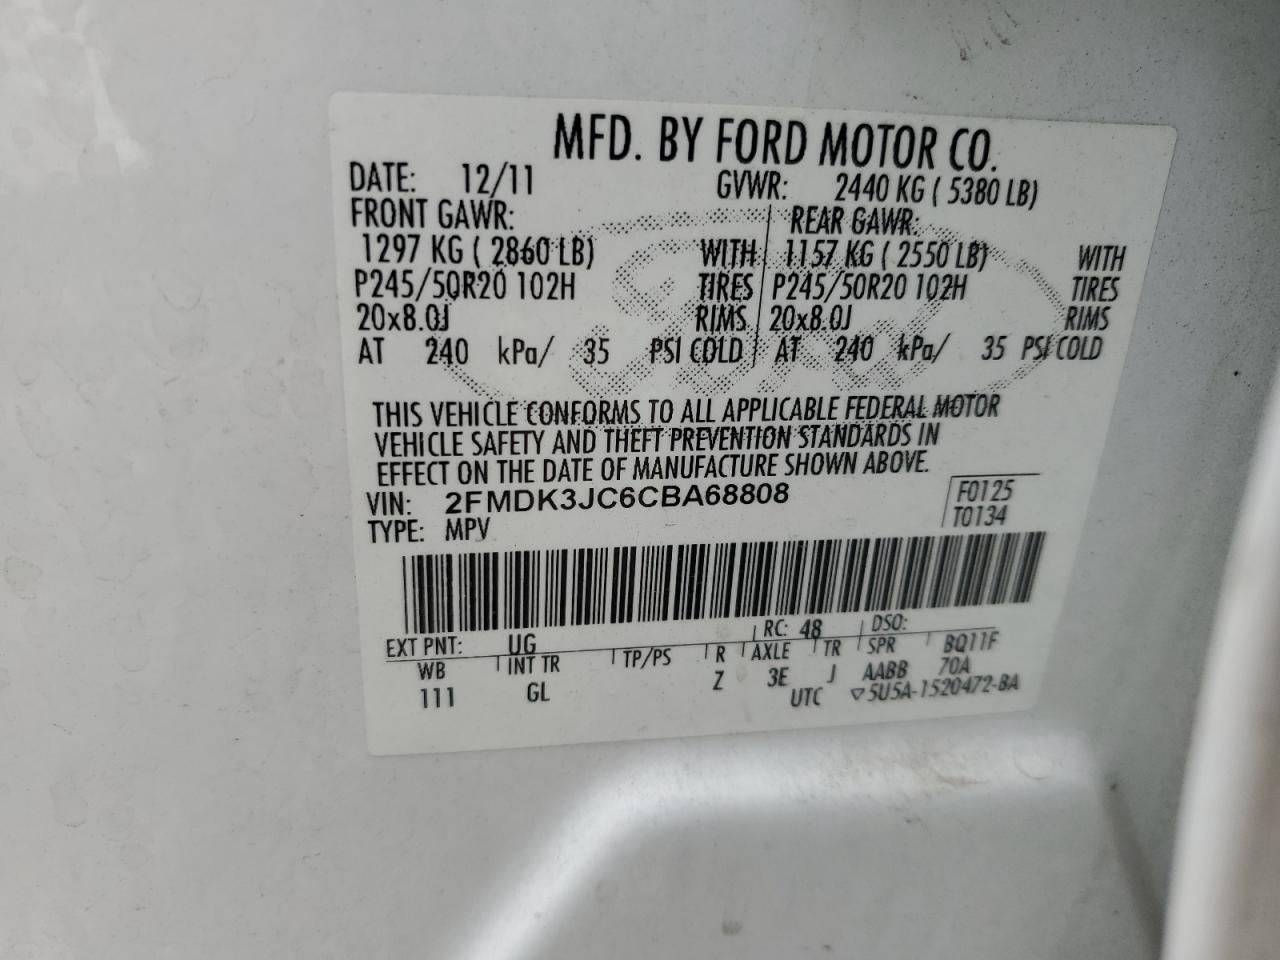 MFD. BY FORD MOTOR CO.
DATE: 12/11 GVWR: 2440 KG ( 5380 LB)
FRONT GAWR: REAR GAWR:
1297 KG ( 2860 LB) WITH 1157 KG ( 2550 LB) WITH
P245/50R20 102H TIRES P245/50R20 102H TIRES
20x8.0J RIMS 20x8.0J RIMS
AT 240 kPa/ 35 PSI COLD AT 240 kPa/ 35 PSI COLD
THIS VEHICLE CONFORMS TO ALL APPLICABLE FEDERAL MOTOR
VEHICLE SAFETY AND THEFT PREVENTION STANDARDS IN
EFFECT ON THE DATE OF MANUFACTURE SHOWN ABOVE.
VIN: 2FMDK3JC6CBA68808 F0125
TYPE: MPV T0134
EXT PNT: UG RC: 48 DSO:
WB INT TR TP/PS R AXLE TR SPR BQ11F
111 GL Z 3E J AABB 70A
UTC ▽5U5A-1520472-BA